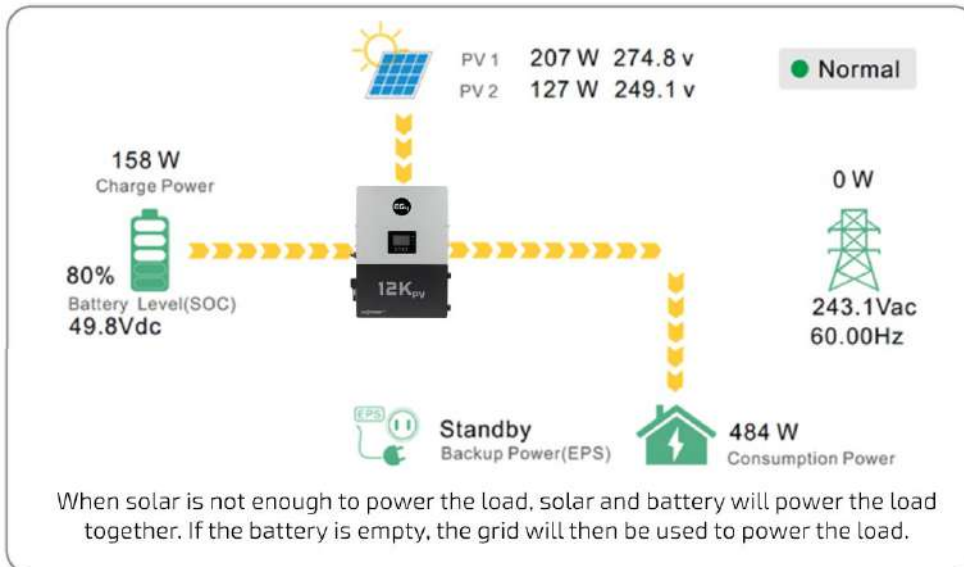 PV 1 207 W 274.8 v
PV 2 127 W 249.1 v
Normal
158 W
Charge Power
80%
Battery Level(SOC)
49.8Vdc
EG4
12KPV
0 W
243.1Vac
60.00Hz
EPS
Standby
Backup Power(EPS)
484 W
Consumption Power
When solar is not enough to power the load, solar and battery will power the load
together. If the battery is empty, the grid will then be used to power the load.